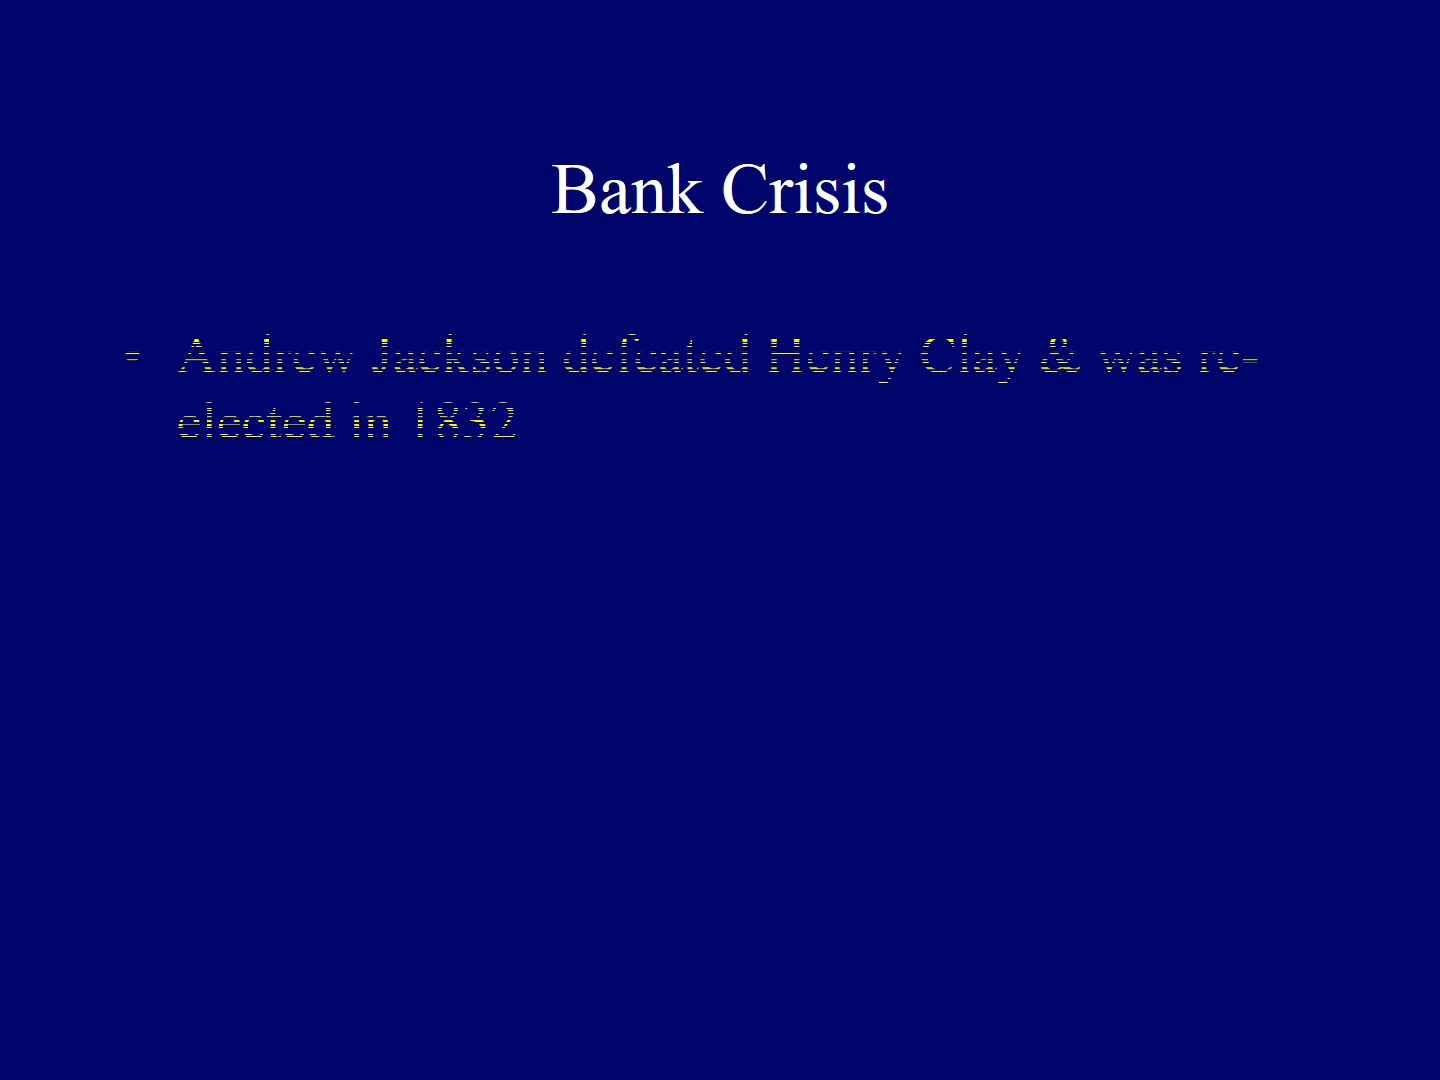 Bank Crisis
- Andrew Jackson defeated Henry Clay & was re-
elected in 1832